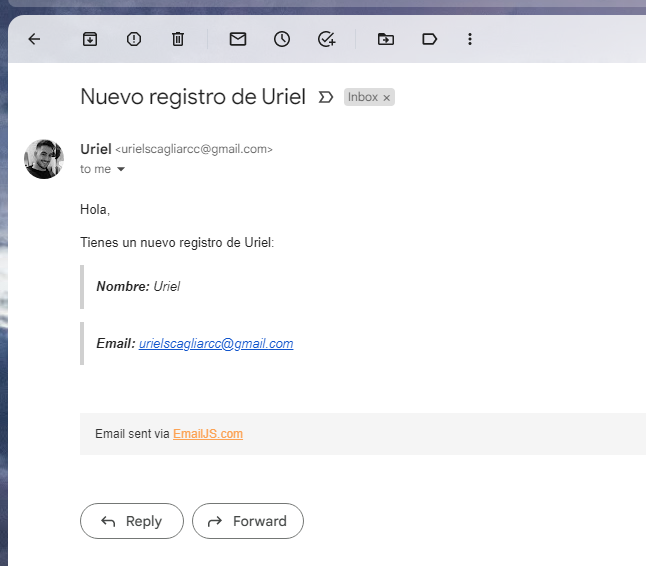 Nuevo registro de Uriel Inbox ×
Uriel <urielscagliarcc@gmail.com>
to me
Hola,
Tienes un nuevo registro de Uriel:
Nombre: Uriel
Email: urielscagliarcc@gmail.com
Email sent via EmailJS.com
Reply Forward